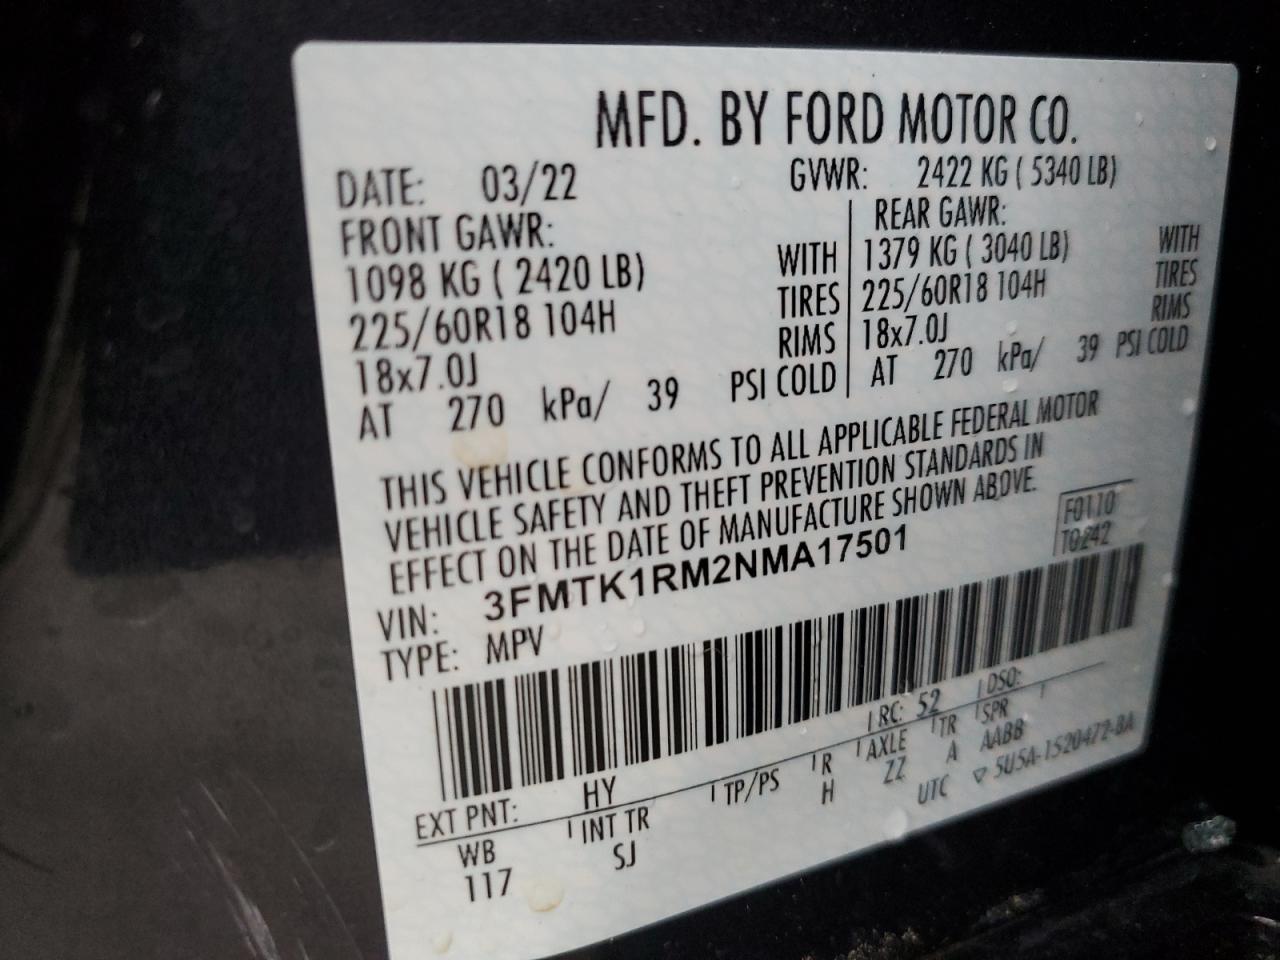 MFD. BY FORD MOTOR CO.
DATE: 03/22 GVWR: 2422 KG ( 5340 LB)
FRONT GAWR: REAR GAWR:
1098 KG ( 2420 LB) WITH 1379 KG ( 3040 LB) WITH
225/60R18 104H TIRES 225/60R18 104H TIRES
18x7.0J RIMS 18x7.0J RIMS
AT 270 kPa/ 39 PSI COLD AT 270 kPa/ 39 PSI COLD
THIS VEHICLE CONFORMS TO ALL APPLICABLE FEDERAL MOTOR
VEHICLE SAFETY AND THEFT PREVENTION STANDARDS IN
EFFECT ON THE DATE OF MANUFACTURE SHOWN ABOVE.
F0110
T0242
VIN: 3FMTK1RM2NMA17501
TYPE: MPV
EXT PNT: HY RC: 52 DSO:
WB INT TR TP/PS R AXLE TR SPR
117 SJ H ZZ A AABB
UTC ▽ 5U5A-1520472-BA